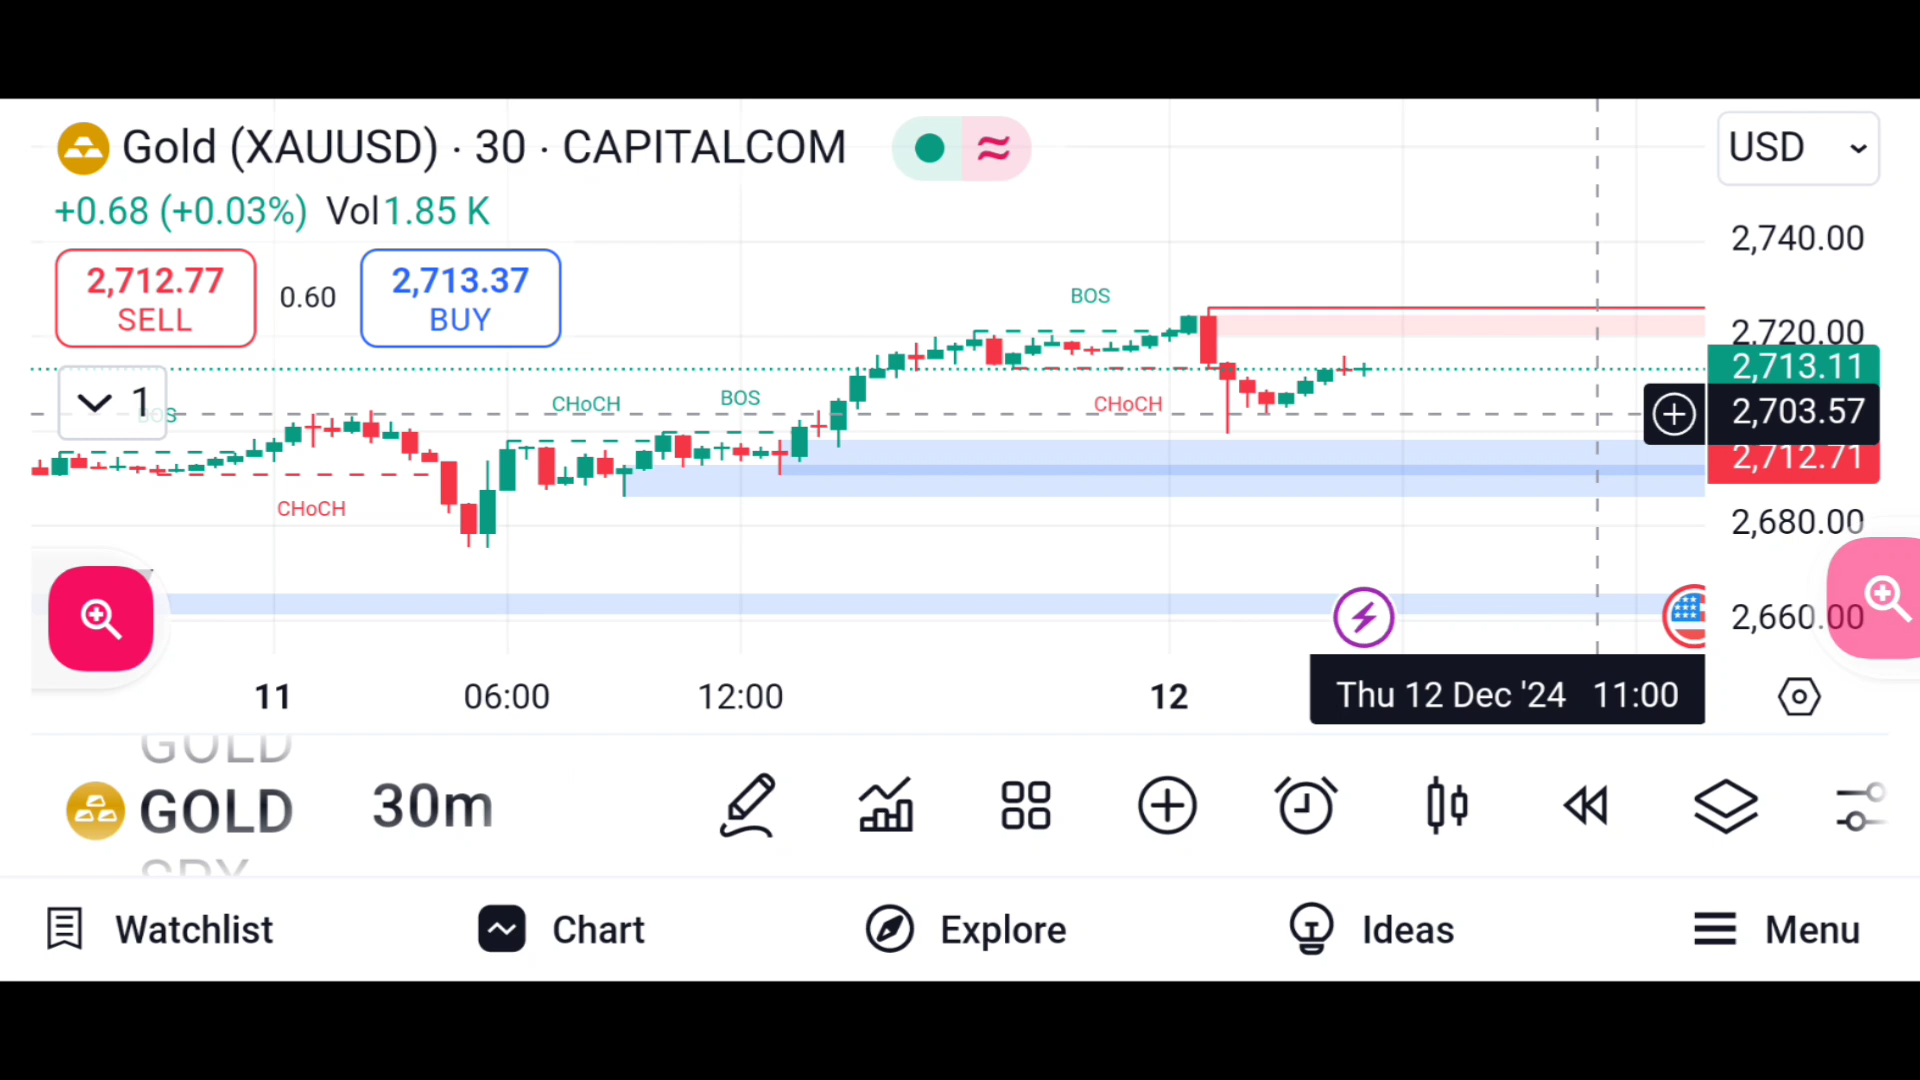 Gold (XAUUSD) · 30 · CAPITALCOM
USD
+0.68 (+0.03%) Vol 1.85 K
2,740.00
2,712.77
SELL
0.60
2,713.37
BUY
BOS
2,720.00
2,713.11
1
BOS
CHoCH
BOS
CHoCH
2,703.57
2,712.71
CHoCH
2,680.00
2,660.00
11
06:00
12:00
12
Thu 12 Dec '24 11:00
GOLD
GOLD
30m
SPY
Watchlist
Chart
Explore
Ideas
Menu